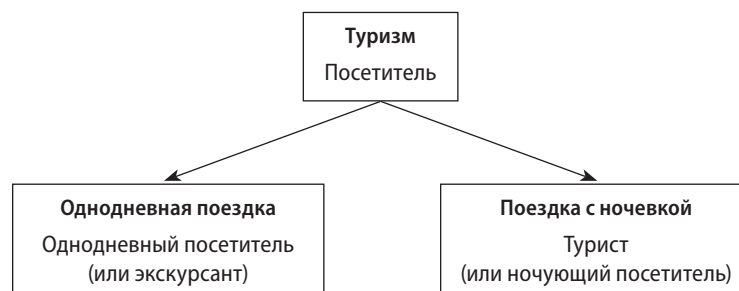 Туризм
Посетитель
Однодневная поездка
Однодневный посетитель
(или экскурсант)
Поездка с ночевкой
Турист
(или ночующий посетитель)